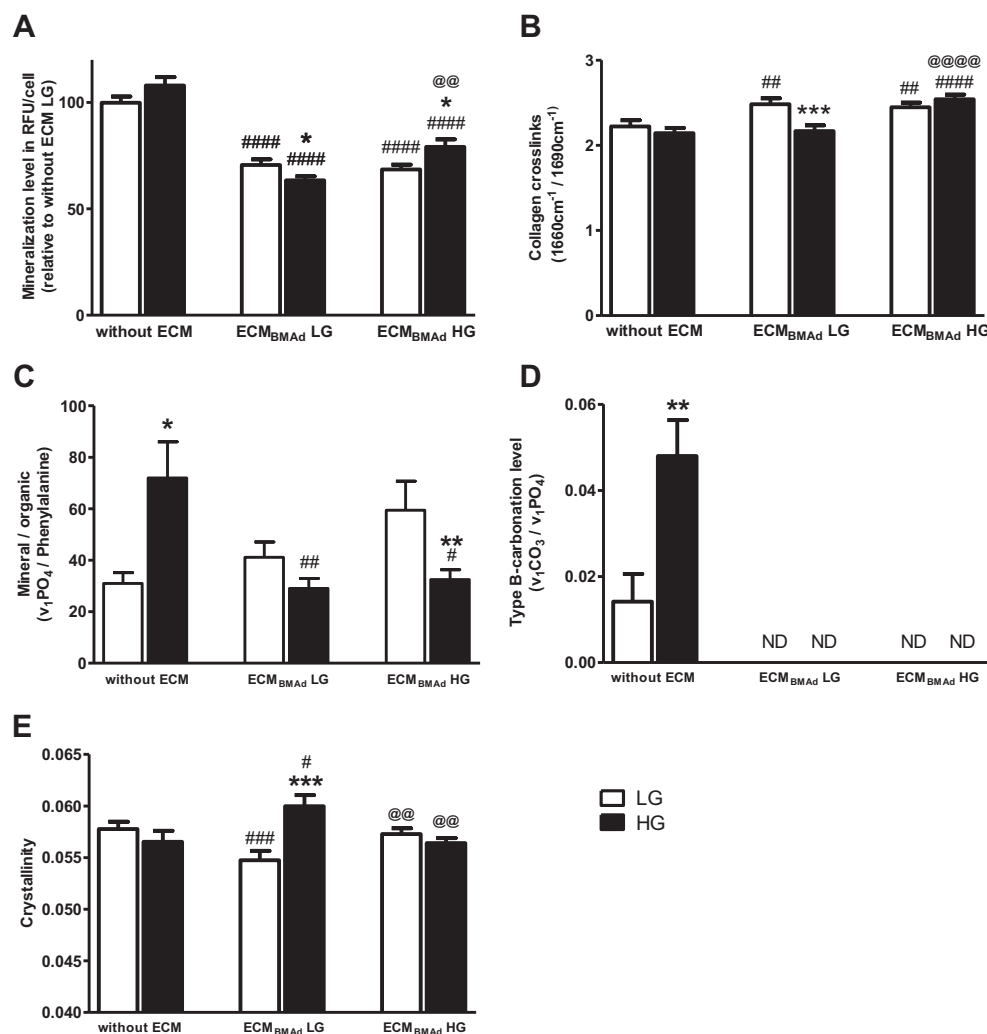 A
Mineralization level in RFU/cell
(relative to without ECM LG)
100
50
0
####
*
####
####
@@
*
####
without ECM
ECMBMAd LG
ECMBMAd HG
B
Collagen crosslinks
(1660cm-1 / 1690cm-1)
3
2
1
0
##
***
##
@@@@
####
without ECM
ECMBMAd LG
ECMBMAd HG
C
Mineral / organic
(ν1PO4 / Phenylalanine)
100
80
60
40
20
0
*
##
**
#
without ECM
ECMBMAd LG
ECMBMAd HG
D
Type B-carbonation level
(ν1CO3 / ν1PO4)
0.06
0.04
0.02
0.00
**
ND ND ND ND
without ECM
ECMBMAd LG
ECMBMAd HG
E
Crystallinity
0.065
0.060
0.055
0.050
0.045
0.040
###
#
***
@@
@@
without ECM
ECMBMAd LG
ECMBMAd HG
LG
HG